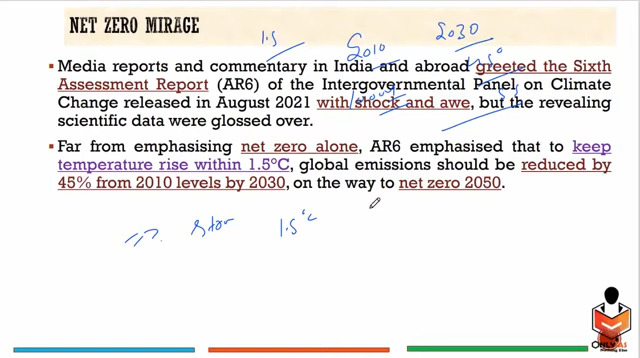 NET ZERO MIRAGE
1.5
2010
2030
Media reports and commentary in India and abroad greeted the Sixth
Assessment Report (AR6) of the Intergovernmental Panel on Climate
Change released in August 2021 with shock and awe, but the revealing
scientific data were glossed over.
Far from emphasising net zero alone, AR6 emphasised that to keep
temperature rise within 1.5°C, global emissions should be reduced by
45% from 2010 levels by 2030, on the way to net zero 2050.
1.5°C
ONLY IAS